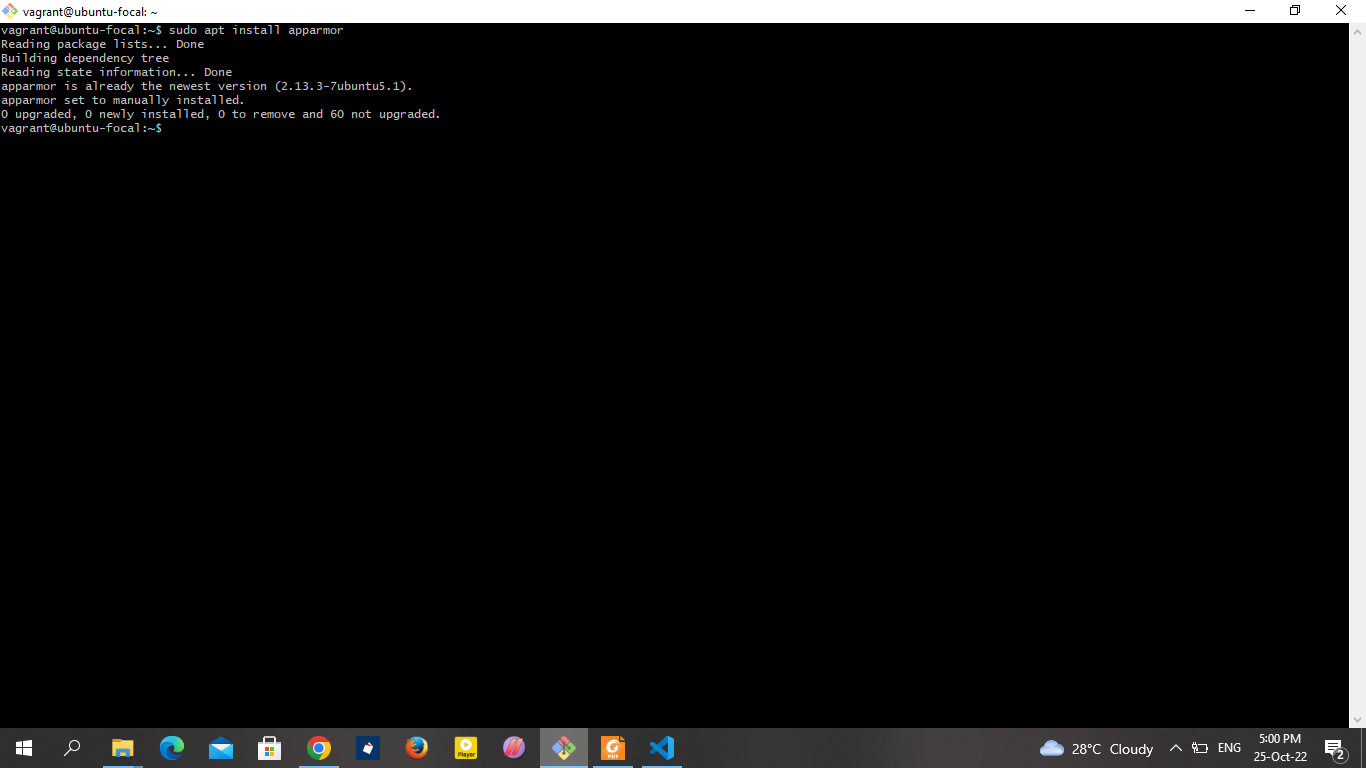 vagrant@ubuntu-focal: ~
vagrant@ubuntu-focal:~$ sudo apt install apparmor
Reading package lists... Done
Building dependency tree
Reading state information... Done
apparmor is already the newest version (2.13.3-7ubuntu5.1).
apparmor set to manually installed.
0 upgraded, 0 newly installed, 0 to remove and 60 not upgraded.
vagrant@ubuntu-focal:~$
Player
PDF
28°C Cloudy
ENG
5:00 PM
25-Oct-22
2